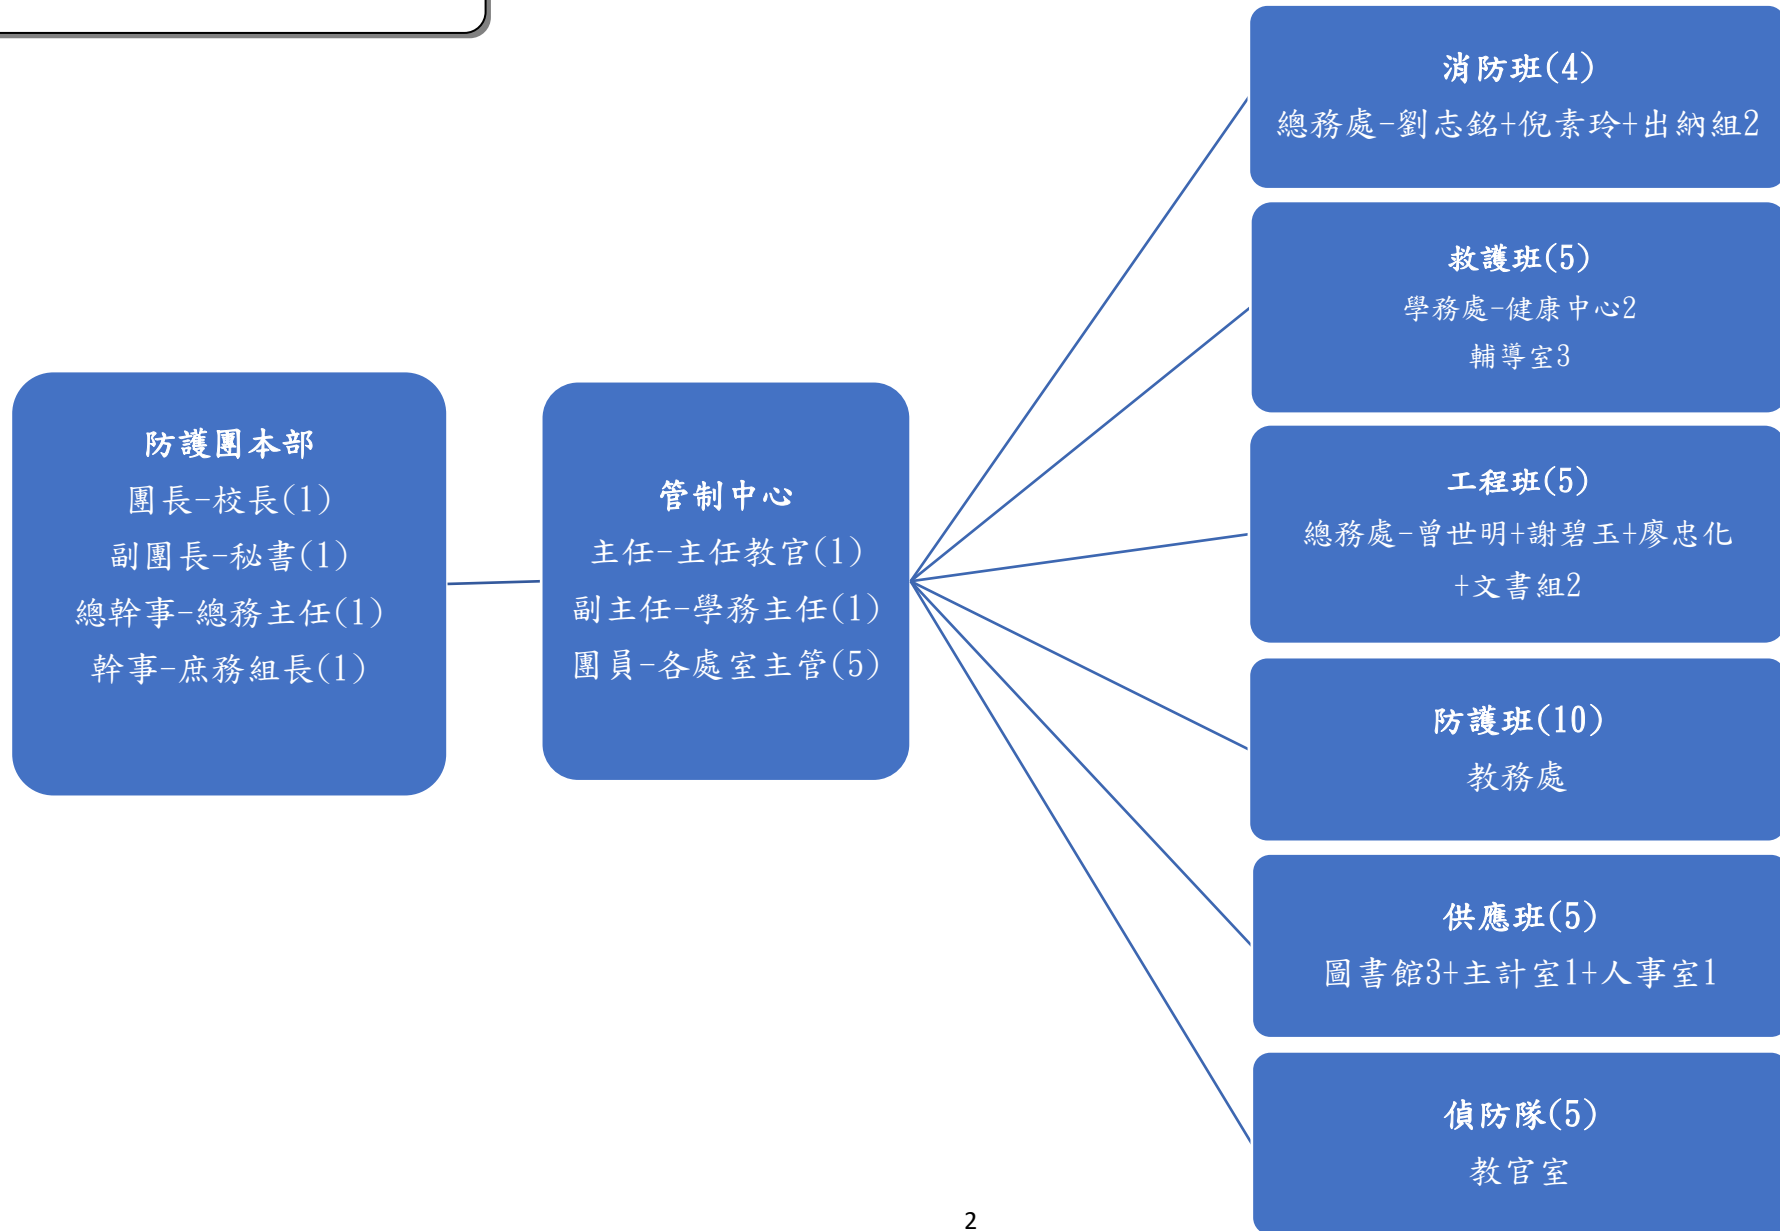 防護團本部
團長-校長(1)
副團長-秘書(1)
總幹事-總務主任(1)
幹事-庶務組長(1)
管制中心
主任-主任教官(1)
副主任-學務主任(1)
團員-各處室主管(5)
消防班(4)
總務處-劉志銘+倪素玲+出納組2
救護班(5)
學務處-健康中心2
輔導室3
工程班(5)
總務處-曾世明+謝碧玉+廖忠化
+文書組2
防護班(10)
教務處
供應班(5)
圖書館3+主計室1+人事室1
偵防隊(5)
教官室
2